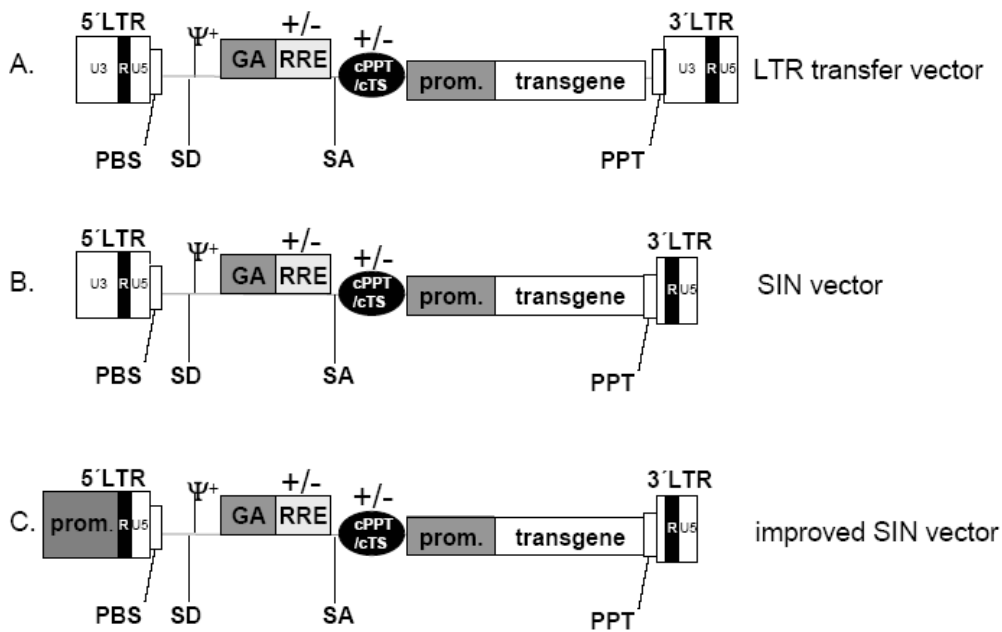 5´LTR
+/-
+/-
3´LTR
A.
U3
R
U5
Ψ+
GA
RRE
cPPT
/cTS
prom.
transgene
U3
R
U5
LTR transfer vector
PBS
SD
SA
PPT
5´LTR
+/-
+/-
3´LTR
B.
U3
R
U5
Ψ+
GA
RRE
cPPT
/cTS
prom.
transgene
R
U5
SIN vector
PBS
SD
SA
PPT
5´LTR
+/-
+/-
3´LTR
C.
prom.
R
U5
Ψ+
GA
RRE
cPPT
/cTS
prom.
transgene
R
U5
improved SIN vector
PBS
SD
SA
PPT